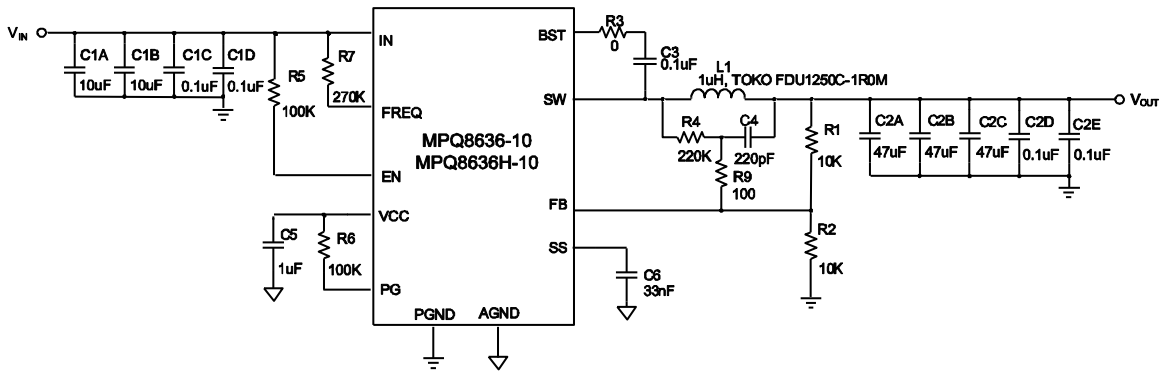 VIN
C1A
10uF
C1B
10uF
C1C
0.1uF
C1D
0.1uF
R5
100K
R7
270K
IN
FREQ
EN
VCC
PG
PGND
AGND
MPQ8636-10
MPQ8636H-10
BST
SW
FB
SS
C5
1uF
R6
100K
R3
0
C3
0.1uF
L1
1uH, TOKO FDU1250C-1R0M
R4
220K
C4
220pF
R9
100
R1
10K
R2
10K
C6
33nF
C2A
47uF
C2B
47uF
C2C
47uF
C2D
0.1uF
C2E
0.1uF
VOUT